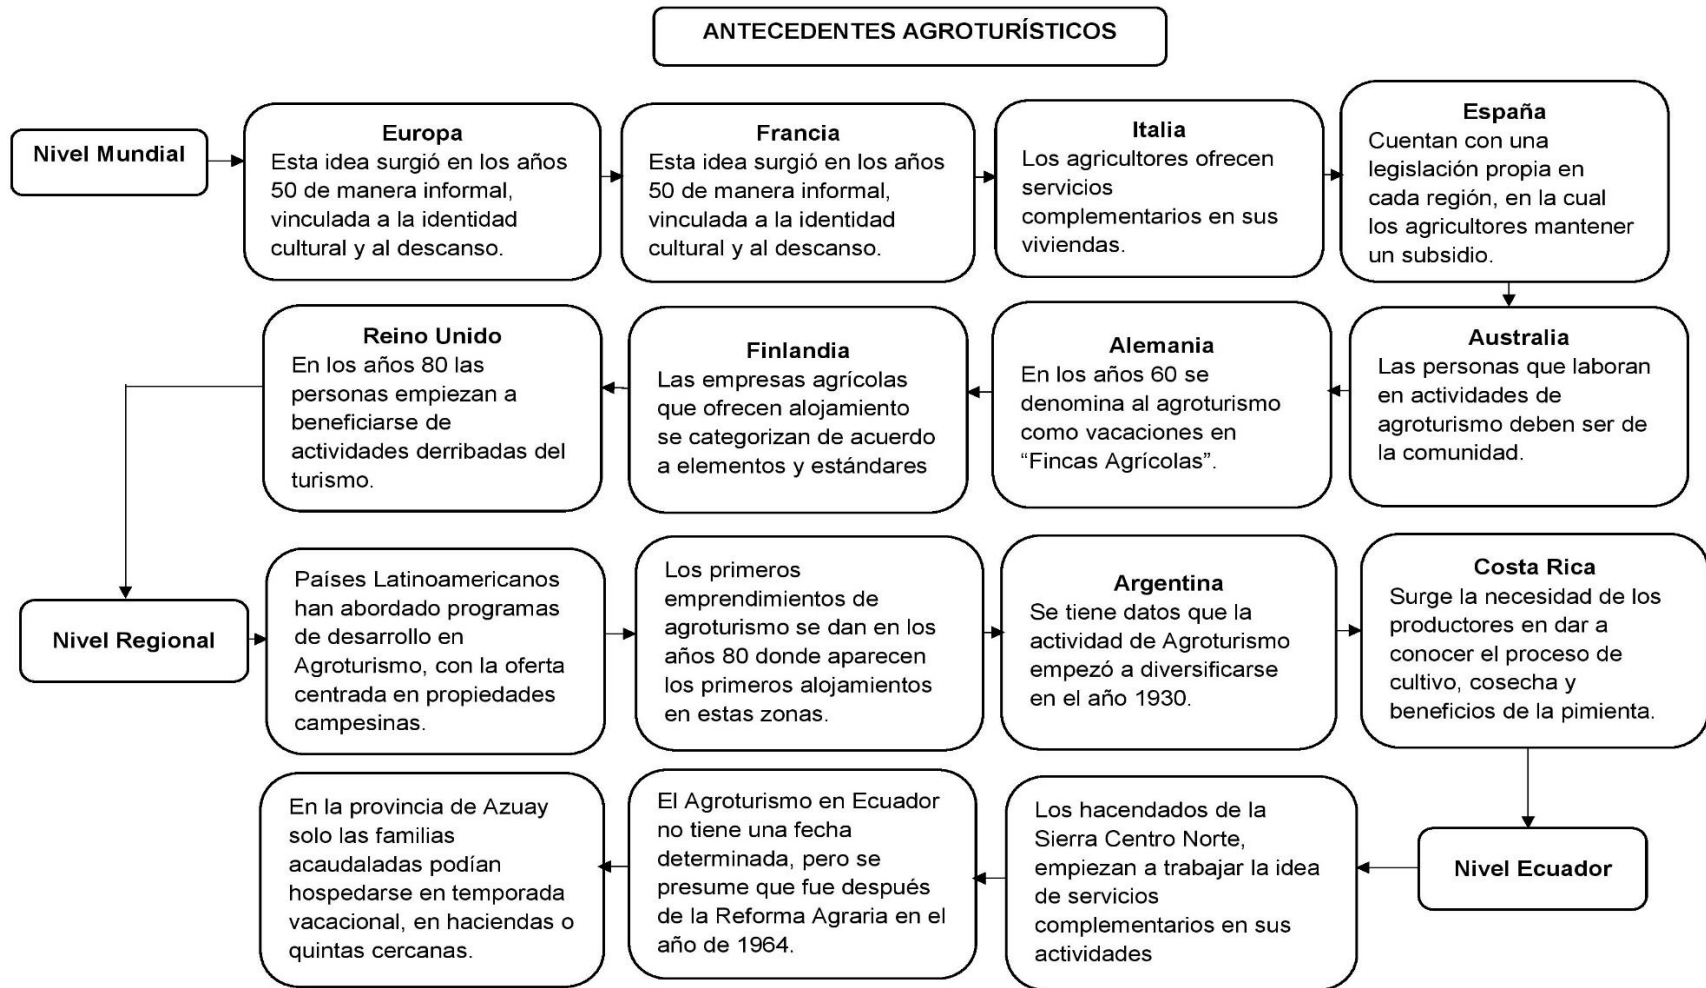 ANTECEDENTES AGROTURÍSTICOS
Nivel Mundial
Europa
Esta idea surgió en los años
50 de manera informal,
vinculada a la identidad
cultural y al descanso.
Francia
Esta idea surgió en los años
50 de manera informal,
vinculada a la identidad
cultural y al descanso.
Italia
Los agricultores ofrecen
servicios
complementarios en sus
viviendas.
España
Cuentan con una
legislación propia en
cada región, en la cual
los agricultores mantener
un subsidio.
Australia
Las personas que laboran
en actividades de
agroturismo deben ser de
la comunidad.
Alemania
En los años 60 se
denomina al agroturismo
como vacaciones en
“Fincas Agrícolas”.
Finlandia
Las empresas agrícolas
que ofrecen alojamiento
se categorizan de acuerdo
a elementos y estándares
Reino Unido
En los años 80 las
personas empiezan a
beneficiarse de
actividades derribadas del
turismo.
Nivel Regional
Países Latinoamericanos
han abordado programas
de desarrollo en
Agroturismo, con la oferta
centrada en propiedades
campesinas.
Los primeros
emprendimientos de
agroturismo se dan en los
años 80 donde aparecen
los primeros alojamientos
en estas zonas.
Argentina
Se tiene datos que la
actividad de Agroturismo
empezó a diversificarse
en el año 1930.
Costa Rica
Surge la necesidad de los
productores en dar a
conocer el proceso de
cultivo, cosecha y
beneficios de la pimienta.
Nivel Ecuador
Los hacendados de la
Sierra Centro Norte,
empiezan a trabajar la idea
de servicios
complementarios en sus
actividades
El Agroturismo en Ecuador
no tiene una fecha
determinada, pero se
presume que fue después
de la Reforma Agraria en el
año de 1964.
En la provincia de Azuay
solo las familias
acaudaladas podían
hospedarse en temporada
vacacional, en haciendas o
quintas cercanas.